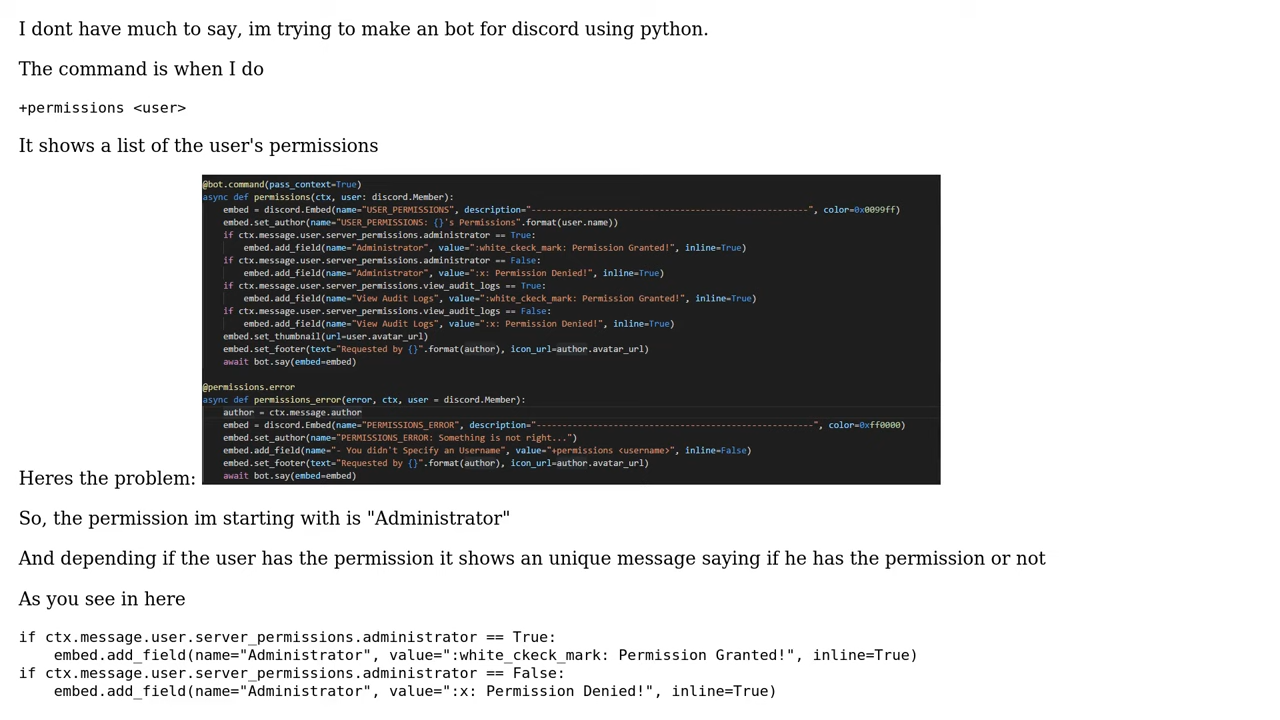 I dont have much to say, im trying to make an bot for discord using python.
The command is when I do
+permissions <user>
It shows a list of the user's permissions
@bot.command(pass_context=True)
async def permissions(ctx, user: discord.Member):
    embed = discord.Embed(name="USER_PERMISSIONS", description="------------------------------------------------------", color=0x0099ff)
    embed.set_author(name="USER_PERMISSIONS: {}'s Permissions".format(user.name))
    if ctx.message.user.server_permissions.administrator == True:
        embed.add_field(name="Administrator", value=":white_ckeck_mark: Permission Granted!", inline=True)
    if ctx.message.user.server_permissions.administrator == False:
        embed.add_field(name="Administrator", value=":x: Permission Denied!", inline=True)
    if ctx.message.user.server_permissions.view_audit_logs == True:
        embed.add_field(name="View Audit Logs", value=":white_ckeck_mark: Permission Granted!", inline=True)
    if ctx.message.user.server_permissions.view_audit_logs == False:
        embed.add_field(name="View Audit Logs", value=":x: Permission Denied!", inline=True)
    embed.set_thumbnail(url=user.avatar_url)
    embed.set_footer(text="Requested by {}".format(author), icon_url=author.avatar_url)
    await bot.say(embed=embed)
@permissions.error
async def permissions_error(error, ctx, user = discord.Member):
    author = ctx.message.author
    embed = discord.Embed(name="PERMISSIONS_ERROR", description="------------------------------------------------------", color=0xff0000)
    embed.set_author(name="PERMISSIONS_ERROR: Something is not right...")
    embed.add_field(name="- You didn't Specify an Username", value="+permissions <username>", inline=False)
    embed.set_footer(text="Requested by {}".format(author), icon_url=author.avatar_url)
    await bot.say(embed=embed)
Heres the problem:
So, the permission im starting with is "Administrator"
And depending if the user has the permission it shows an unique message saying if he has the permission or not
As you see in here
if ctx.message.user.server_permissions.administrator == True:
    embed.add_field(name="Administrator", value=":white_ckeck_mark: Permission Granted!", inline=True)
if ctx.message.user.server_permissions.administrator == False:
    embed.add_field(name="Administrator", value=":x: Permission Denied!", inline=True)